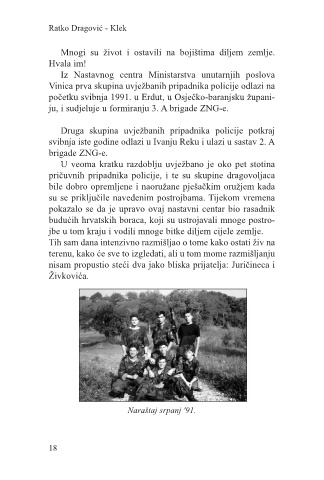 Ratko Dragović - Klek
Mnogi su život i ostavili na bojištima diljem zemlje.
Hvala im!
Iz Nastavnog centra Ministarstva unutarnjih poslova
Vinica prva skupina uvježbanih pripadnika policije odlazi na
početku svibnja 1991. u Erdut, u Osječko-baranjsku župani-
ju, i sudjeluje u formiranju 3. A brigade ZNG-e.
Druga skupina uvježbanih pripadnika policije potkraj
svibnja iste godine odlazi u Ivanju Reku i ulazi u sastav 2. A
brigade ZNG-e.
U veoma kratku razdoblju uvježbano je oko pet stotina
pričuvnih pripadnika policije, i te su skupine dragovoljaca
bile dobro opremljene i naoružane pješačkim oružjem kada
su se priključile navedenim postrojbama. Tijekom vremena
pokazalo se da je upravo ovaj nastavni centar bio rasadnik
budućih hrvatskih boraca, koji su ustrojavali mnoge postro-
jbe u tom kraju i vodili mnoge bitke diljem cijele zemlje.
Tih sam dana intenzivno razmišljao o tome kako ostati živ na
terenu, kako će sve to izgledati, ali u tom mome razmišljanju
nisam propustio steći dva jako bliska prijatelja: Juričineca i
Živkovića.
Naraštaj srpanj '91.
18